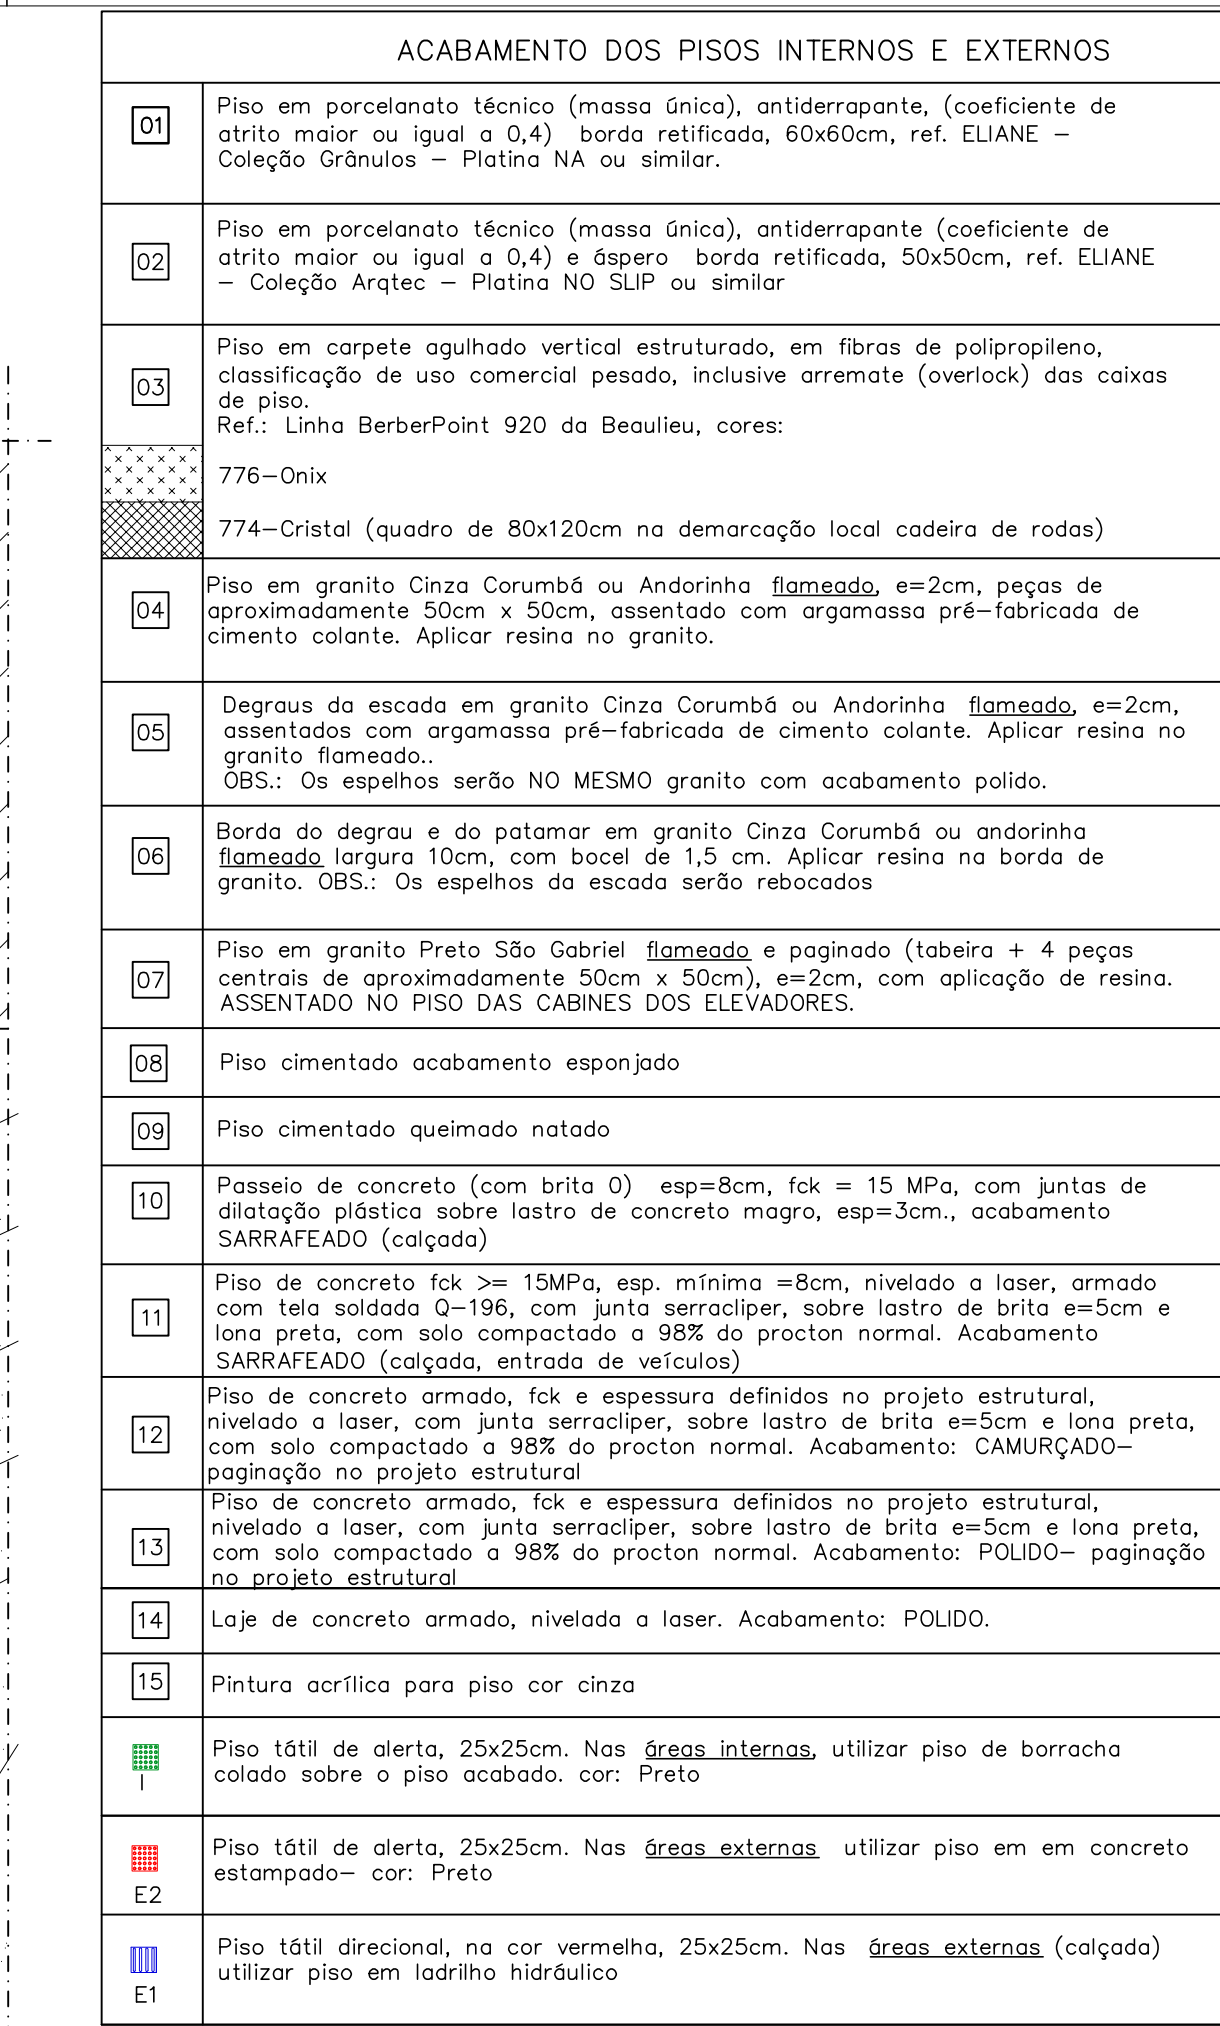 ACABAMENTO DOS PISOS INTERNOS E EXTERNOS
01
Piso em porcelanato técnico (massa única), antiderrapante, (coeficiente de
atrito maior ou igual a 0,4) borda retificada, 60x60cm, ref. ELIANE –
Coleção Grânulos – Platina NA ou similar.
02
Piso em porcelanato técnico (massa única), antiderrapante (coeficiente de
atrito maior ou igual a 0,4) e áspero borda retificada, 50x50cm, ref. ELIANE
– Coleção Arqtec – Platina NO SLIP ou similar
03
Piso em carpete agulhado vertical estruturado, em fibras de polipropileno,
classificação de uso comercial pesado, inclusive arremate (overlock) das caixas
de piso.
Ref.: Linha BerberPoint 920 da Beaulieu, cores:
776–Onix
774–Cristal (quadro de 80x120cm na demarcação local cadeira de rodas)
04
Piso em granito Cinza Corumbá ou Andorinha flameado, e=2cm, peças de
aproximadamente 50cm x 50cm, assentado com argamassa pré–fabricada de
cimento colante. Aplicar resina no granito.
05
Degraus da escada em granito Cinza Corumbá ou Andorinha flameado, e=2cm,
assentados com argamassa pré–fabricada de cimento colante. Aplicar resina no
granito flameado..
OBS.: Os espelhos serão NO MESMO granito com acabamento polido.
06
Borda do degrau e do patamar em granito Cinza Corumbá ou andorinha
flameado largura 10cm, com bocel de 1,5 cm. Aplicar resina na borda de
granito. OBS.: Os espelhos da escada serão rebocados
07
Piso em granito Preto São Gabriel flameado e paginado (tabeira + 4 peças
centrais de aproximadamente 50cm x 50cm), e=2cm, com aplicação de resina.
ASSENTADO NO PISO DAS CABINES DOS ELEVADORES.
08
Piso cimentado acabamento esponjado
09
Piso cimentado queimado natado
10
Passeio de concreto (com brita 0) esp=8cm, fck = 15 MPa, com juntas de
dilatação plástica sobre lastro de concreto magro, esp=3cm., acabamento
SARRAFEADO (calçada)
11
Piso de concreto fck >= 15MPa, esp. mínima =8cm, nivelado a laser, armado
com tela soldada Q–196, com junta serracliper, sobre lastro de brita e=5cm e
lona preta, com solo compactado a 98% do procton normal. Acabamento
SARRAFEADO (calçada, entrada de veículos)
12
Piso de concreto armado, fck e espessura definidos no projeto estrutural,
nivelado a laser, com junta serracliper, sobre lastro de brita e=5cm e lona preta,
com solo compactado a 98% do procton normal. Acabamento: CAMURÇADO–
paginação no projeto estrutural
13
Piso de concreto armado, fck e espessura definidos no projeto estrutural,
nivelado a laser, com junta serracliper, sobre lastro de brita e=5cm e lona preta,
com solo compactado a 98% do procton normal. Acabamento: POLIDO– paginação
no projeto estrutural
14
Laje de concreto armado, nivelada a laser. Acabamento: POLIDO.
15
Pintura acrílica para piso cor cinza
I
Piso tátil de alerta, 25x25cm. Nas áreas internas, utilizar piso de borracha
colado sobre o piso acabado. cor: Preto
E2
Piso tátil de alerta, 25x25cm. Nas áreas externas utilizar piso em em concreto
estampado– cor: Preto
E1
Piso tátil direcional, na cor vermelha, 25x25cm. Nas áreas externas (calçada)
utilizar piso em ladrilho hidráulico